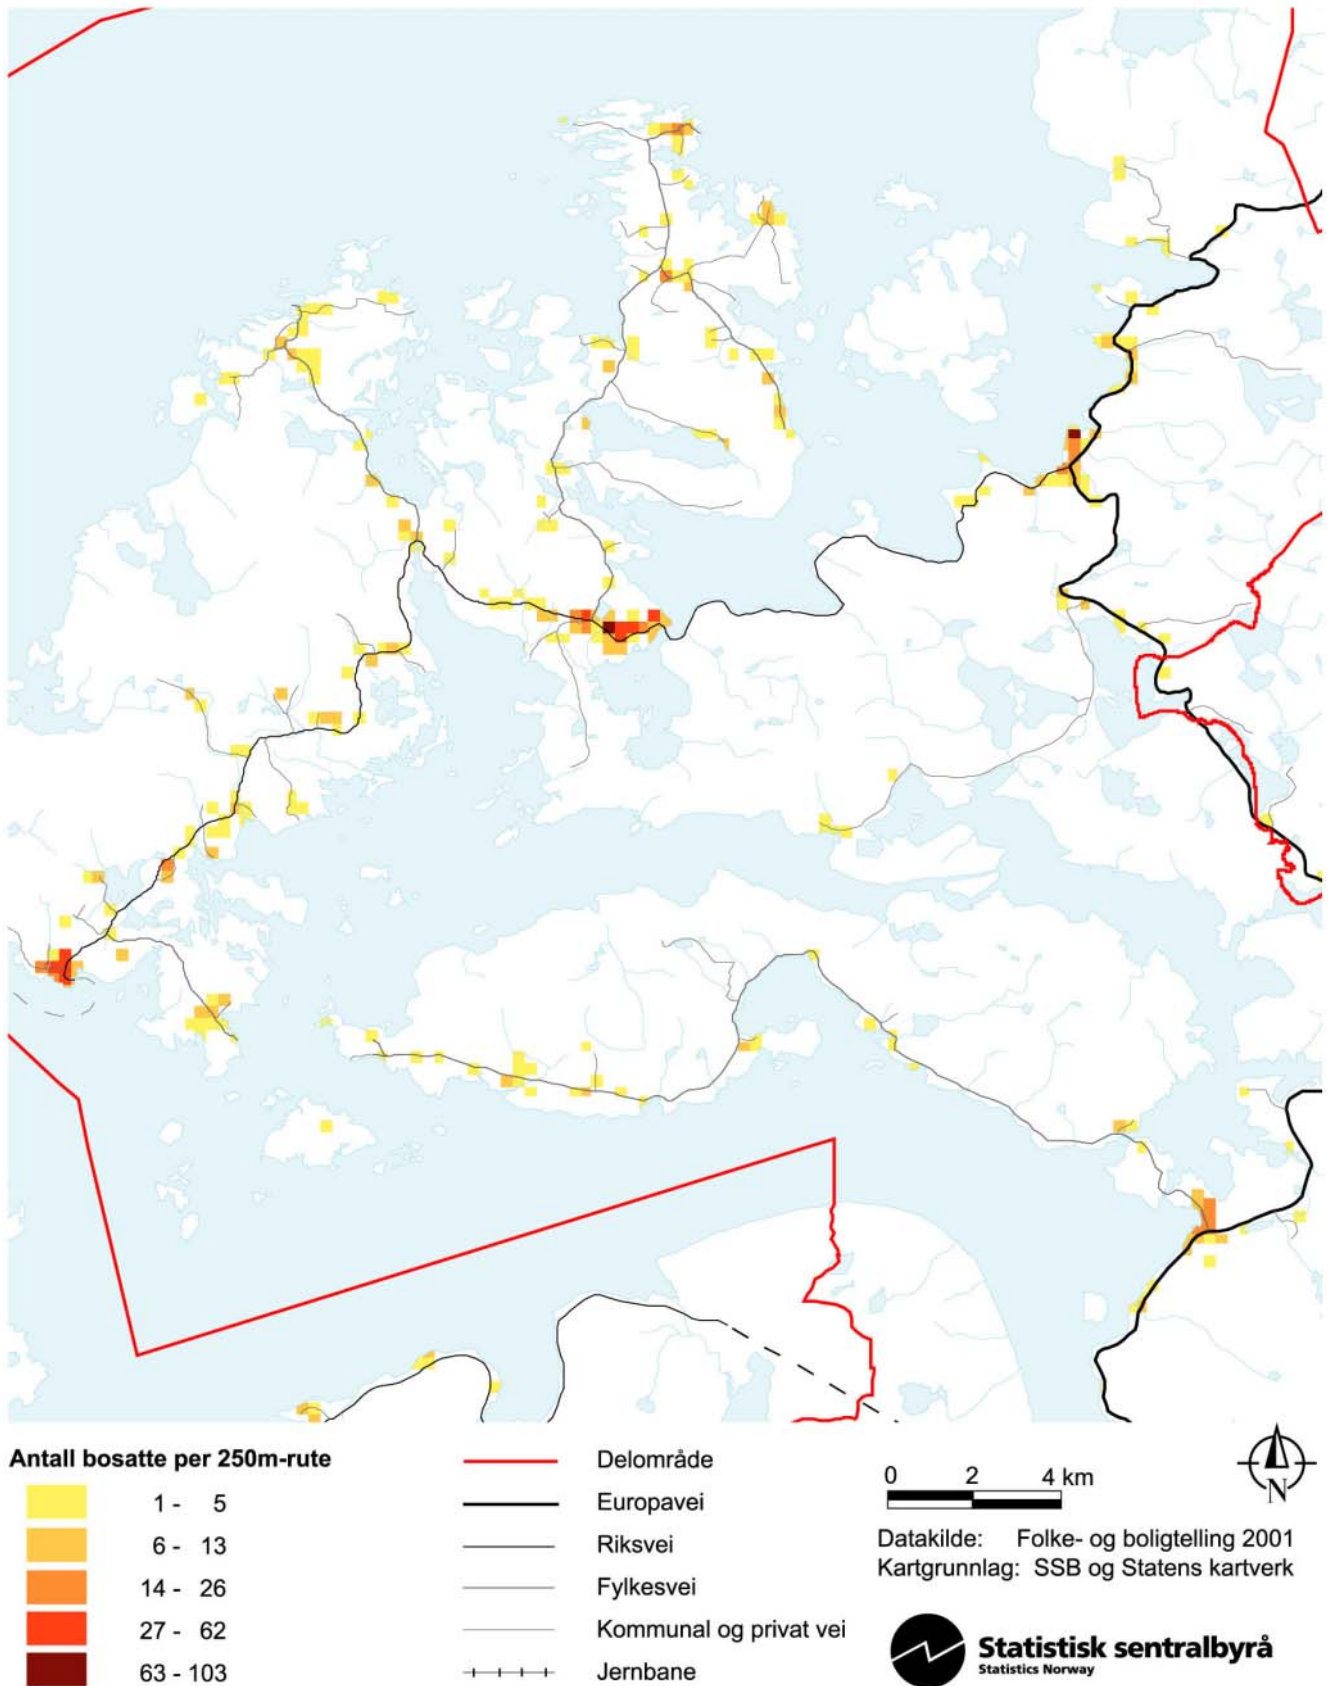 Antall bosatte per 250m-rute
1 - 5
6 - 13
14 - 26
27 - 62
63 - 103
Delområde
Europavei
Riksvei
Fylkesvei
Kommunal og privat vei
Jernbane
0 2 4 km
N
Datakilde: Folke- og boligtelling 2001
Kartgrunnlag: SSB og Statens kartverk
Statistisk sentralbyrå
Statistics Norway